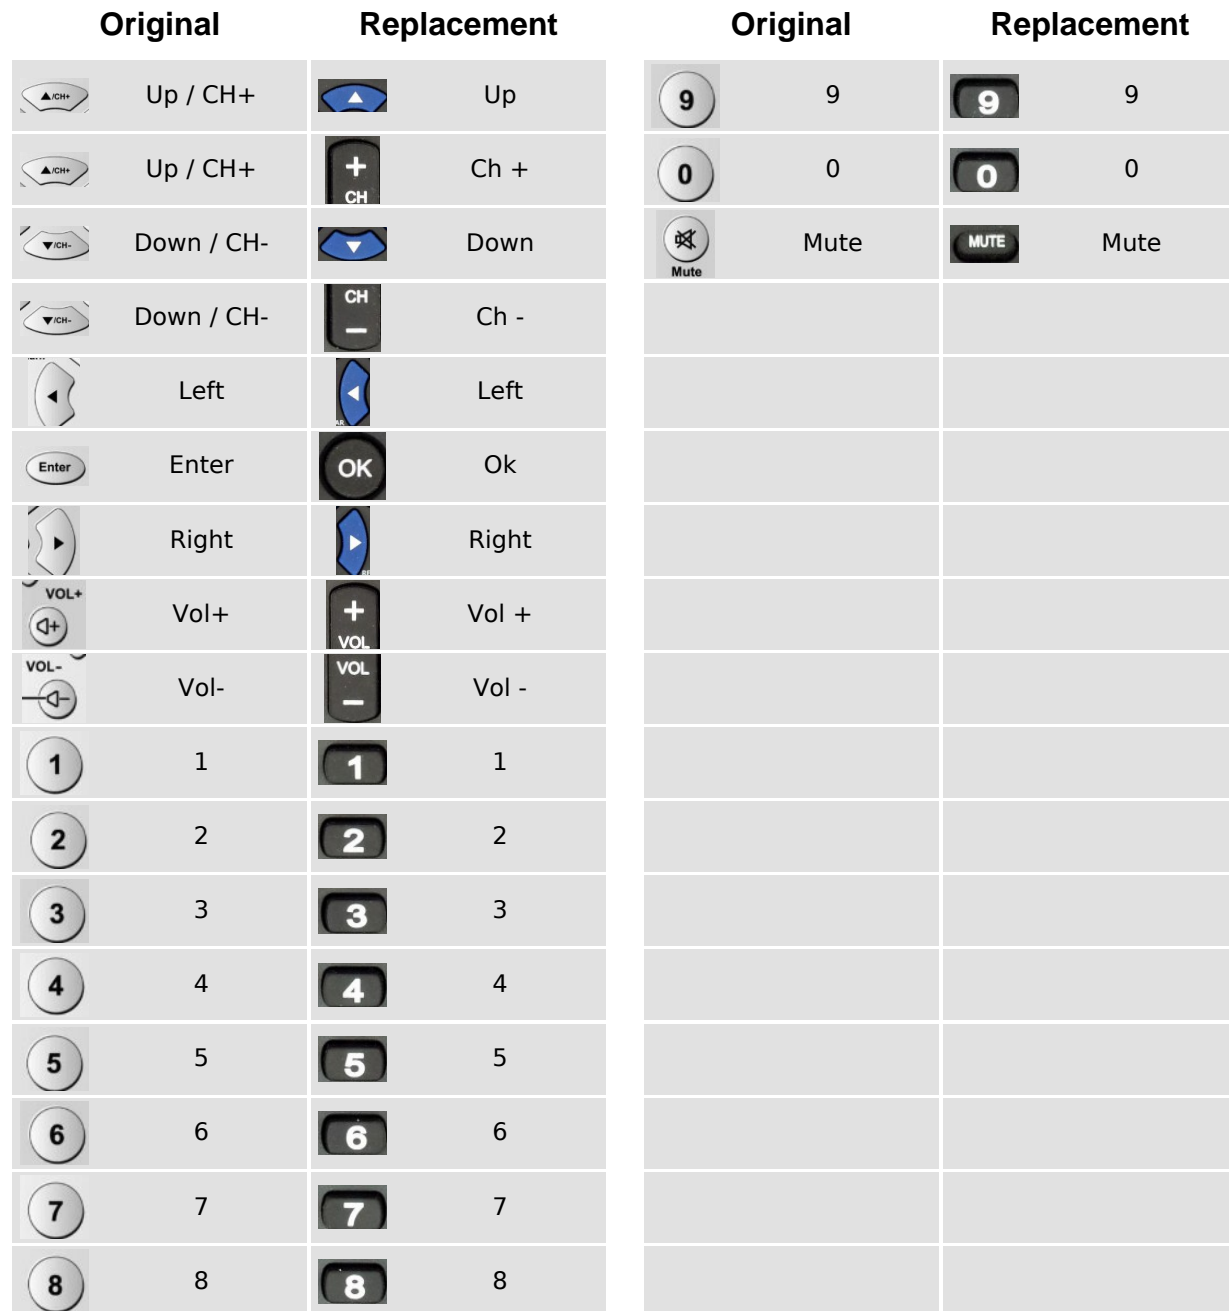 Original Replacement Original Replacement
▲/CH+ Up / CH+ Up 9 9 9 9
▲/CH+ Up / CH+ + CH Ch + 0 0 0 0
▼/CH- Down / CH- Down Mute Mute MUTE Mute
▼/CH- Down / CH- CH - Ch -
Left Left
Enter Enter OK Ok
Right Right
VOL+ Vol+ + VOL Vol +
VOL- Vol- VOL - Vol -
1 1 1 1
2 2 2 2
3 3 3 3
4 4 4 4
5 5 5 5
6 6 6 6
7 7 7 7
8 8 8 8